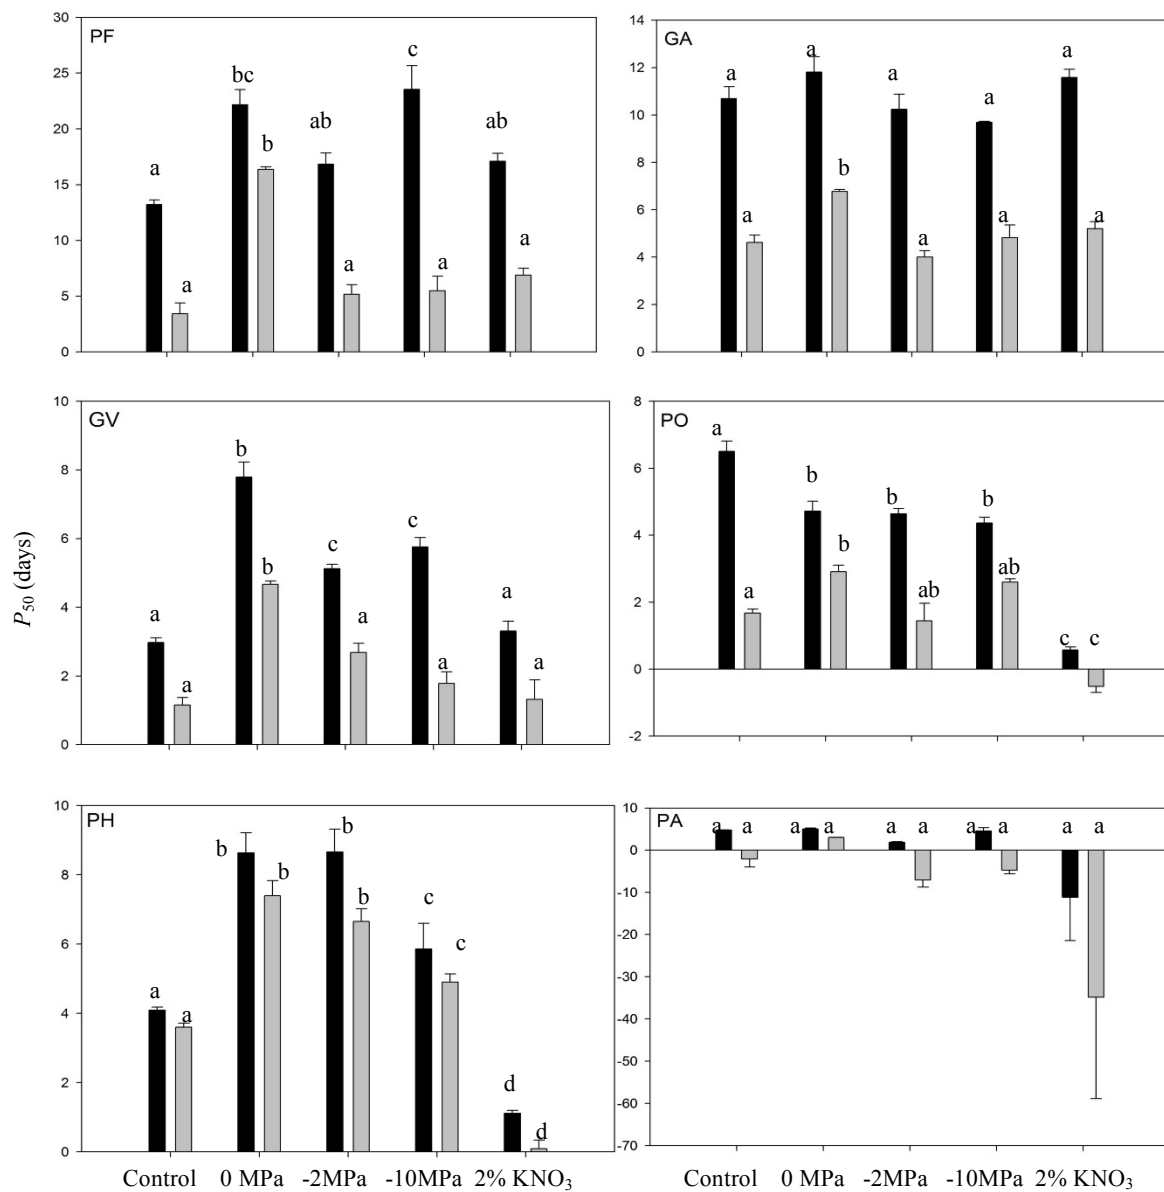 PF
30
25
20
15
10
5
0
a
a
bc
b
ab
a
c
a
ab
a
GA
14
12
10
8
6
4
2
0
a
a
a
b
a
a
a
a
a
a
P50 (days)
GV
10
8
6
4
2
0
a
a
b
b
c
a
c
a
a
a
PO
8
6
4
2
0
-2
a
a
b
b
b
ab
b
ab
c
c
PH
10
8
6
4
2
0
a
a
b
b
b
b
c
c
d
d
Control 0 MPa -2MPa -10MPa 2% KNO3
PA
10
0
-10
-20
-30
-40
-50
-60
-70
a a a a a a a a a a
Control 0 MPa -2MPa -10MPa 2% KNO3